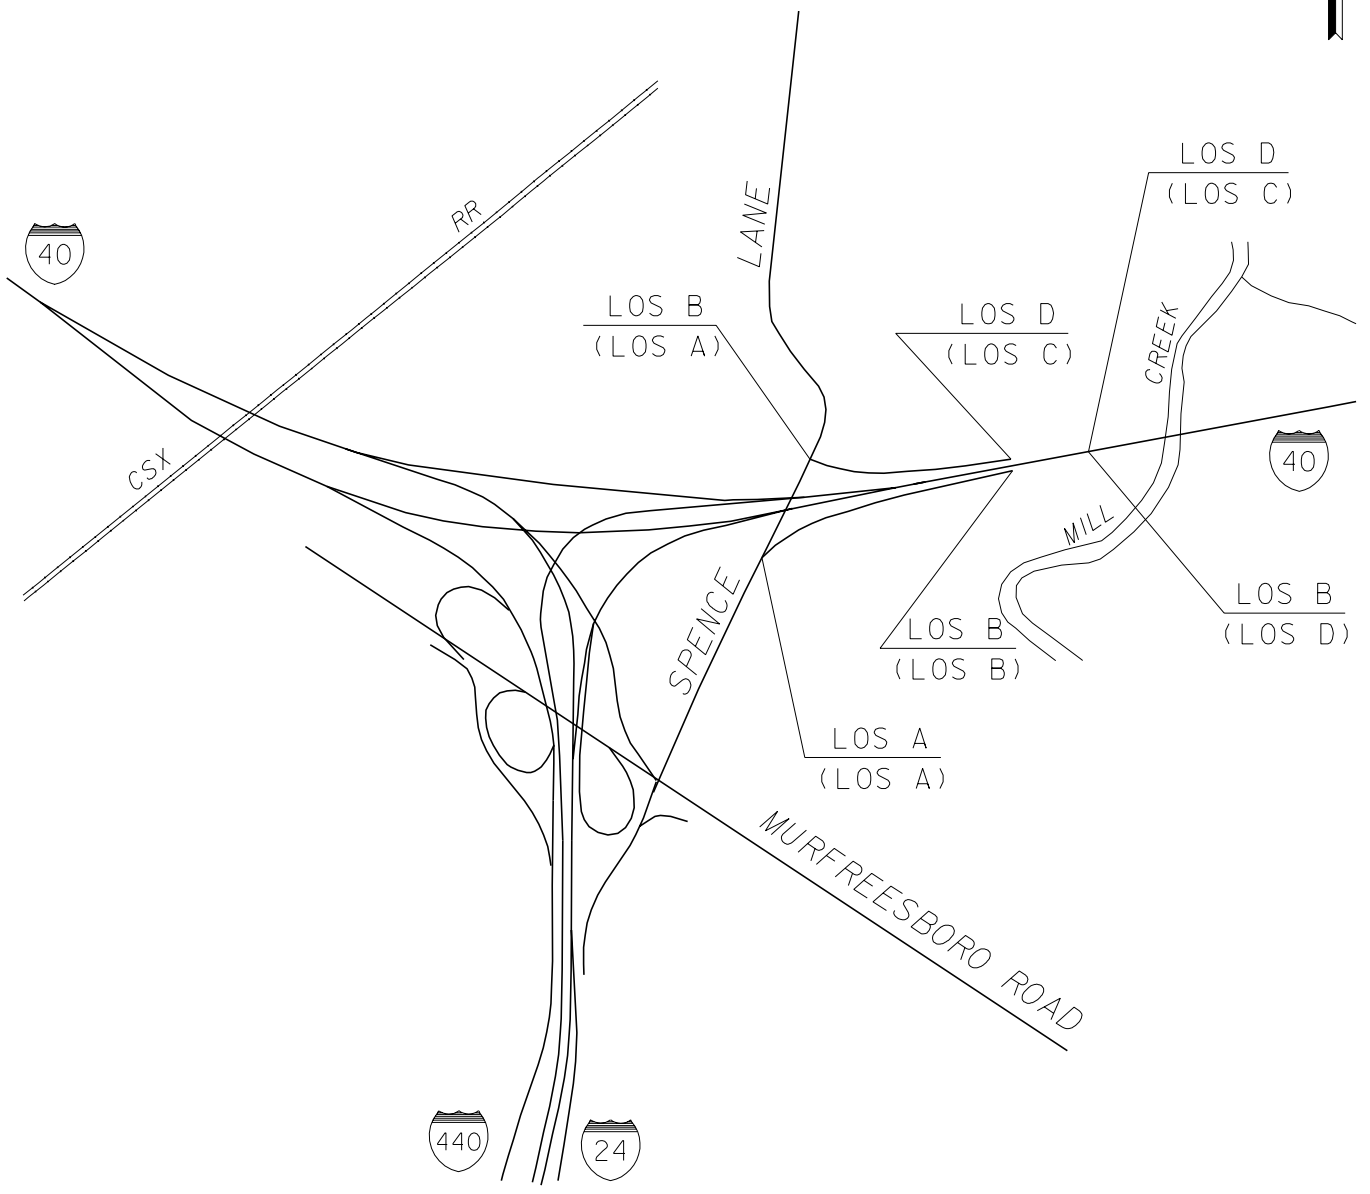 LOS D
(LOS C)
RR
LANE
40
LOS B
(LOS A)
LOS D
(LOS C)
CREEK
40
CSX
MILL
SPENCE
LOS B
(LOS D)
LOS B
(LOS B)
LOS A
(LOS A)
MURFREESBORO ROAD
440
24